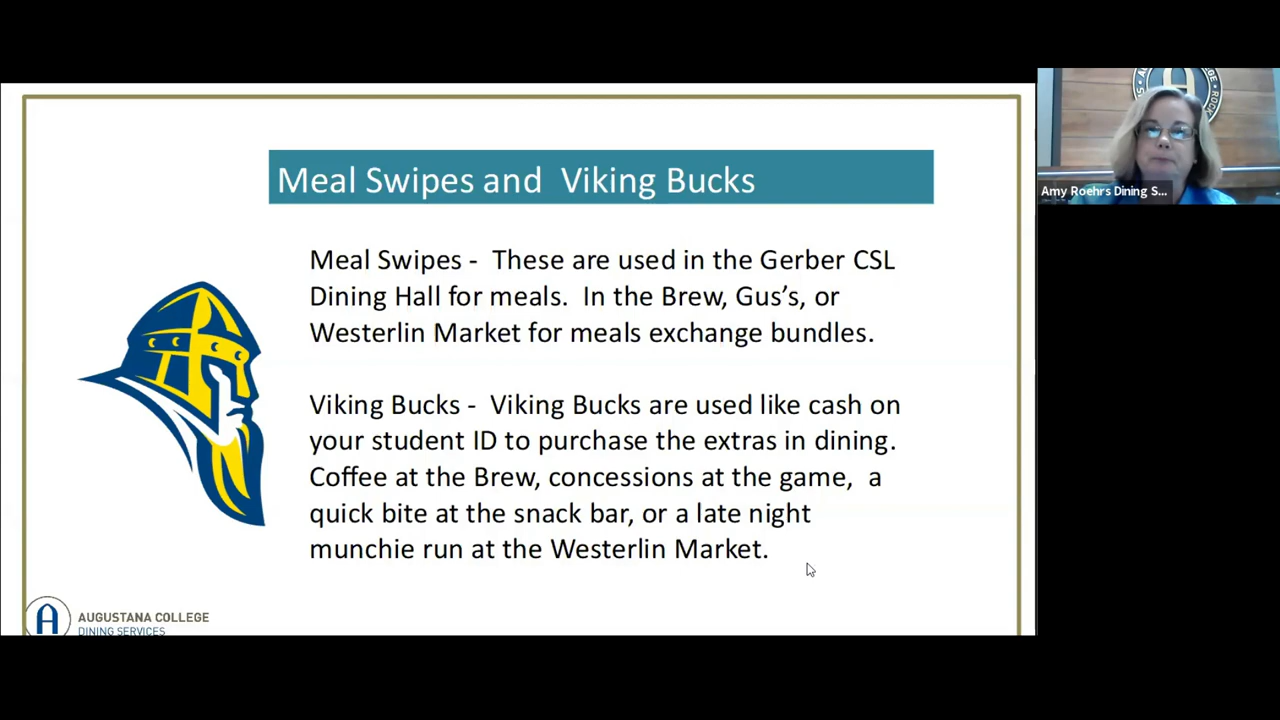 Meal Swipes and Viking Bucks
Meal Swipes - These are used in the Gerber CSL
Dining Hall for meals. In the Brew, Gus’s, or
Westerlin Market for meals exchange bundles.
Viking Bucks - Viking Bucks are used like cash on
your student ID to purchase the extras in dining.
Coffee at the Brew, concessions at the game, a
quick bite at the snack bar, or a late night
munchie run at the Westerlin Market.
AUGUSTANA COLLEGE
DINING SERVICES
COLLEGE
ROCK
Amy Roehrs Dining S...